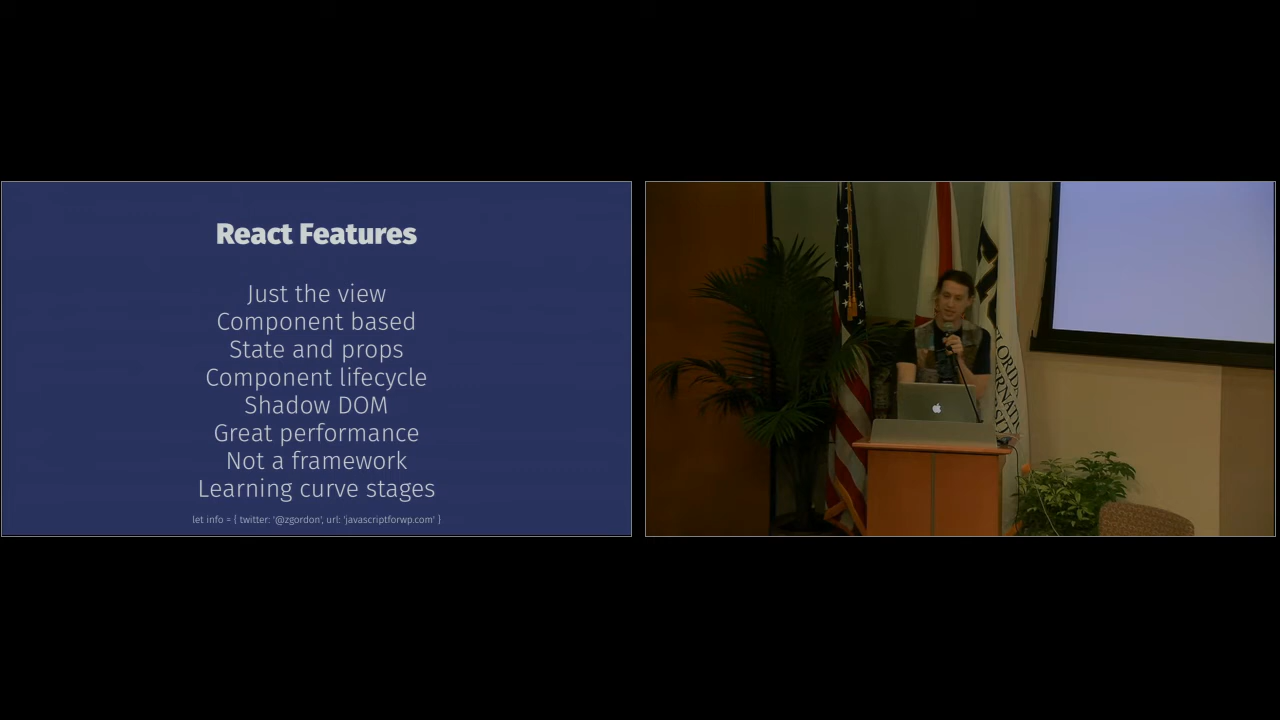 React Features
Just the view
Component based
State and props
Component lifecycle
Shadow DOM
Great performance
Not a framework
Learning curve stages
let info = { twitter: '@zgordon', url: 'javascriptforwp.com' }